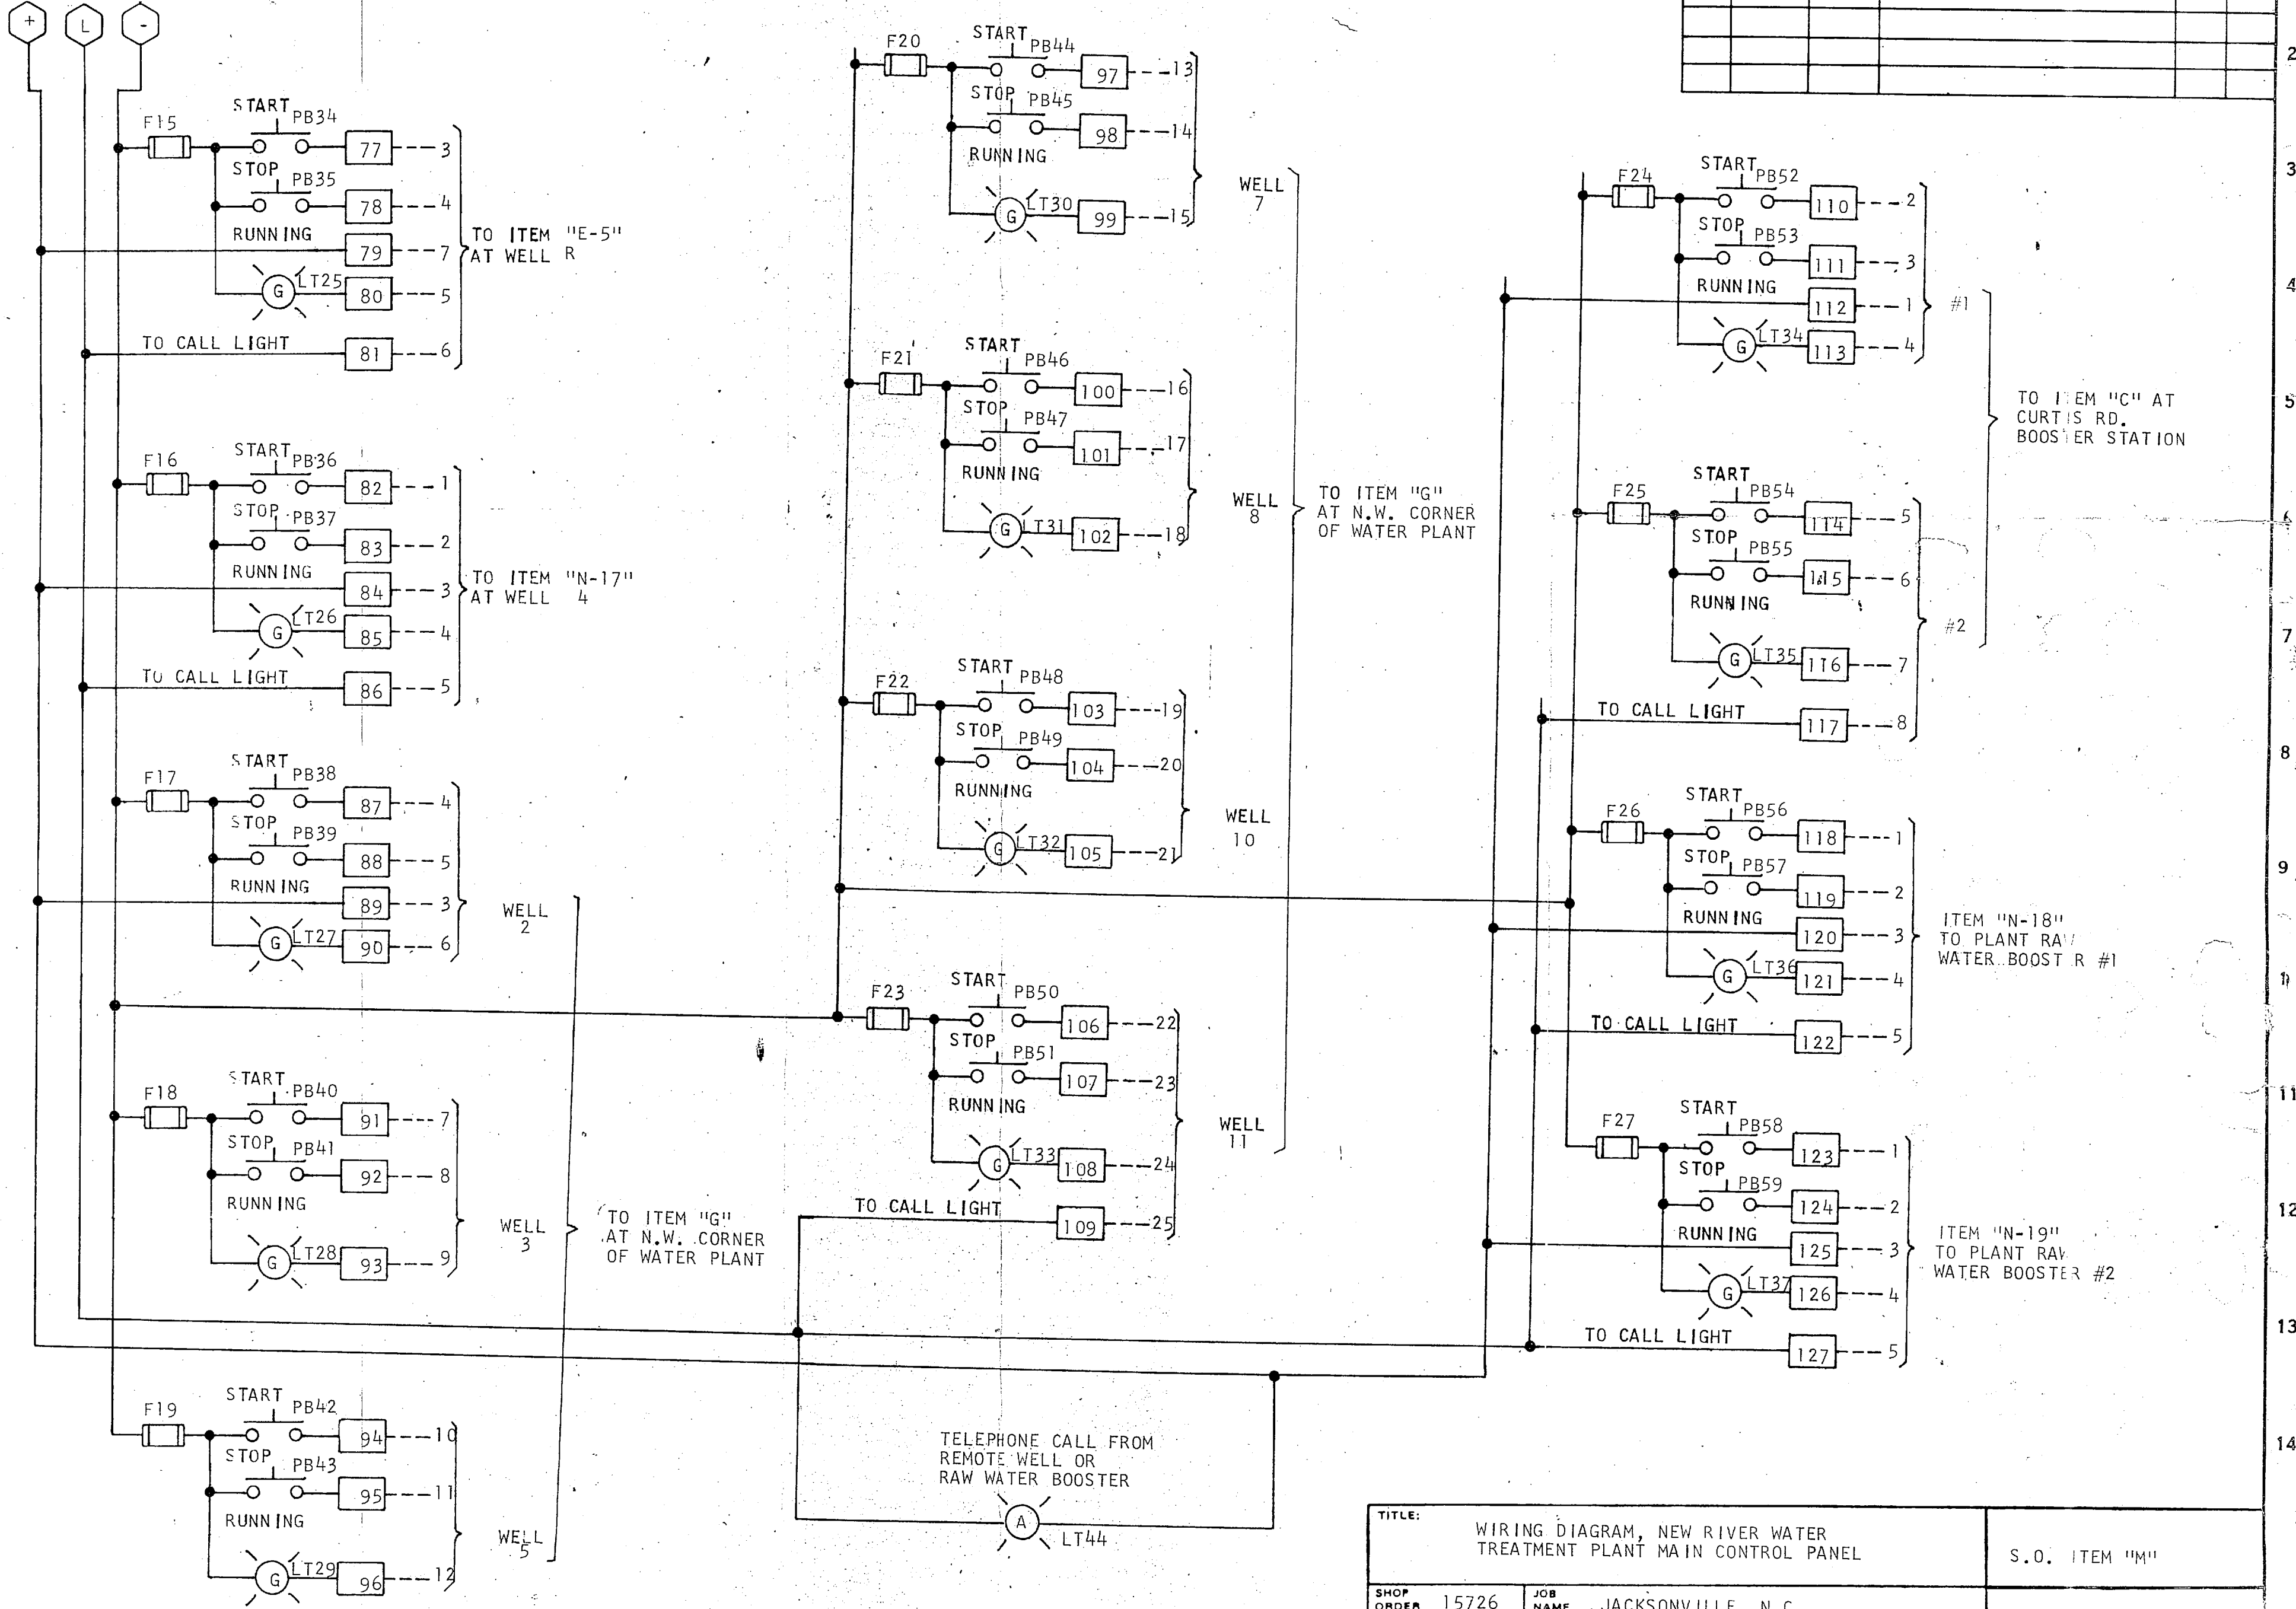 + L -
F15 START PB34 77 3
STOP PB35 78 4
RUNNING 79 7
G LT25 80 5
TO CALL LIGHT 81 6
TO ITEM "E-5"
AT WELL R
F16 START PB36 82 1
STOP PB37 83 2
RUNNING 84 3
G LT26 85 4
TO CALL LIGHT 86 5
TO ITEM "N-17"
AT WELL 4
F17 START PB38 87 4
STOP PB39 88 5
RUNNING 89 3
G LT27 90 6
WELL
2
F18 START PB40 91 7
STOP PB41 92 8
RUNNING
G LT28 93 9
WELL
3
TO ITEM "G"
AT N.W. CORNER
OF WATER PLANT
F19 START PB42 94 10
STOP PB43 95 11
RUNNING
G LT29 96 12
WELL
5
F20 START PB44 97 13
STOP PB45 98 14
RUNNING
G LT30 99 15
WELL
7
F21 START PB46 100 16
STOP PB47 101 17
RUNNING
G LT31 102 18
WELL
8
TO ITEM "G"
AT N.W. CORNER
OF WATER PLANT
F22 START PB48 103 19
STOP PB49 104 20
RUNNING
G LT32 105 21
WELL
10
F23 START PB50 106 22
STOP PB51 107 23
RUNNING
G LT33 108 24
TO CALL LIGHT 109 25
WELL
11
TELEPHONE CALL FROM
REMOTE WELL OR
RAW WATER BOOSTER
A LT44
F24 START PB52 110 2
STOP PB53 111 3
RUNNING 112 1
G LT34 113 4
#1
TO ITEM "C" AT
CURTIS RD.
BOOSTER STATION
F25 START PB54 114 5
STOP PB55 115 6
RUNNING
G LT35 116 7
TO CALL LIGHT 117 8
#2
F26 START PB56 118 1
STOP PB57 119 2
RUNNING 120 3
G LT36 121 4
TO CALL LIGHT 122 5
ITEM "N-18"
TO PLANT RAW
WATER BOOSTER #1
F27 START PB58 123 1
STOP PB59 124 2
RUNNING 125 3
G LT37 126 4
TO CALL LIGHT 127 5
ITEM "N-19"
TO PLANT RAW
WATER BOOSTER #2
2
3
4
5
6
7
8
9
11
12
13
14
TITLE:
WIRING DIAGRAM, NEW RIVER WATER
TREATMENT PLANT MAIN CONTROL PANEL
S.O. ITEM "M"
SHOP ORDER 15726
JOB NAME JACKSONVILLE N.C.